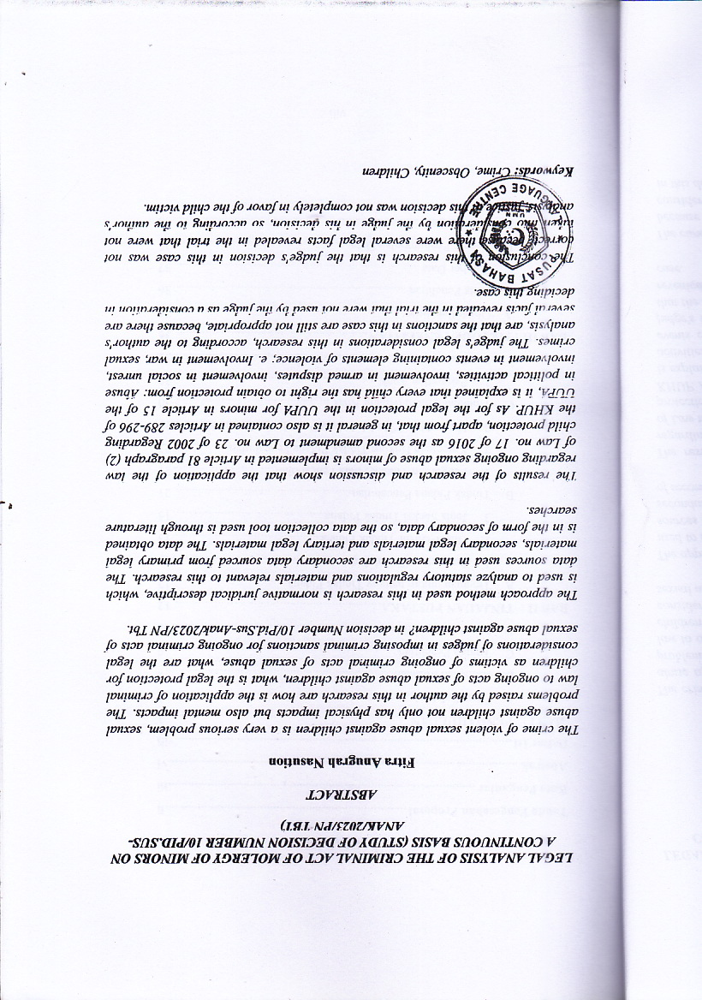 LEGAL ANALYSIS OF THE CRIMINAL ACT OF MOLERGY OF MINORS ON
A CONTINUOUS BASIS (STUDY OF DECISION NUMBER 10/PID.SUS-
ANAK/2023/PN TBT)
ABSTRACT
Fitra Anugrah Nasution
The crime of violent sexual abuse against children is a very serious problem, sexual
abuse against children not only has physical impacts but also mental impacts. The
problems raised by the author in this research are how is the application of criminal
law to ongoing acts of sexual abuse against children, what is the legal protection for
children as victims of ongoing criminal acts of sexual abuse, what are the legal
considerations of judges in imposing criminal sanctions for ongoing criminal acts of
sexual abuse against children? in decision Number 10/Pid.Sus-Anak/2023/PN Tbt.
The approach method used in this research is normative juridical descriptive, which
is used to analyze statutory regulations and materials relevant to this research. The
data sources used in this research are secondary data sourced from primary legal
materials, secondary legal materials and tertiary legal materials. The data obtained
is in the form of secondary data, so the data collection tool used is through literature
searches.
The results of the research and discussion show that the application of the law
regarding ongoing sexual abuse of minors is implemented in Article 81 paragraph (2)
of Law no. 17 of 2016 as the second amendment to Law no. 23 of 2002 Regarding
child protection, apart from that, in general it is also contained in Articles 289-296 of
the KHUP. As for the legal protection in the UUPA for minors in Article 15 of the
UUPA, it is explained that every child has the right to obtain protection from: Abuse
in political activities, involvement in armed disputes, involvement in social unrest,
involvement in events containing elements of violence; e. Involvement in war, sexual
crimes. The judge's legal considerations in this research, according to the author's
analysis, are that the sanctions in this case are still not appropriate, because there are
several facts revealed in the trial that were not used by the judge as a consideration in
deciding this case.
The conclusion of this research is that the judge's decision in this case was not
correct because there were several legal facts revealed in the trial that were not
taken into consideration by the judge in his decision, so according to the author's
analysis, justice this decision was not completely in favor of the child victim.
Keywords: Crime, Obscenity, Children
PUSAT BAHASA
LANGUAGE CENTRE
UMN